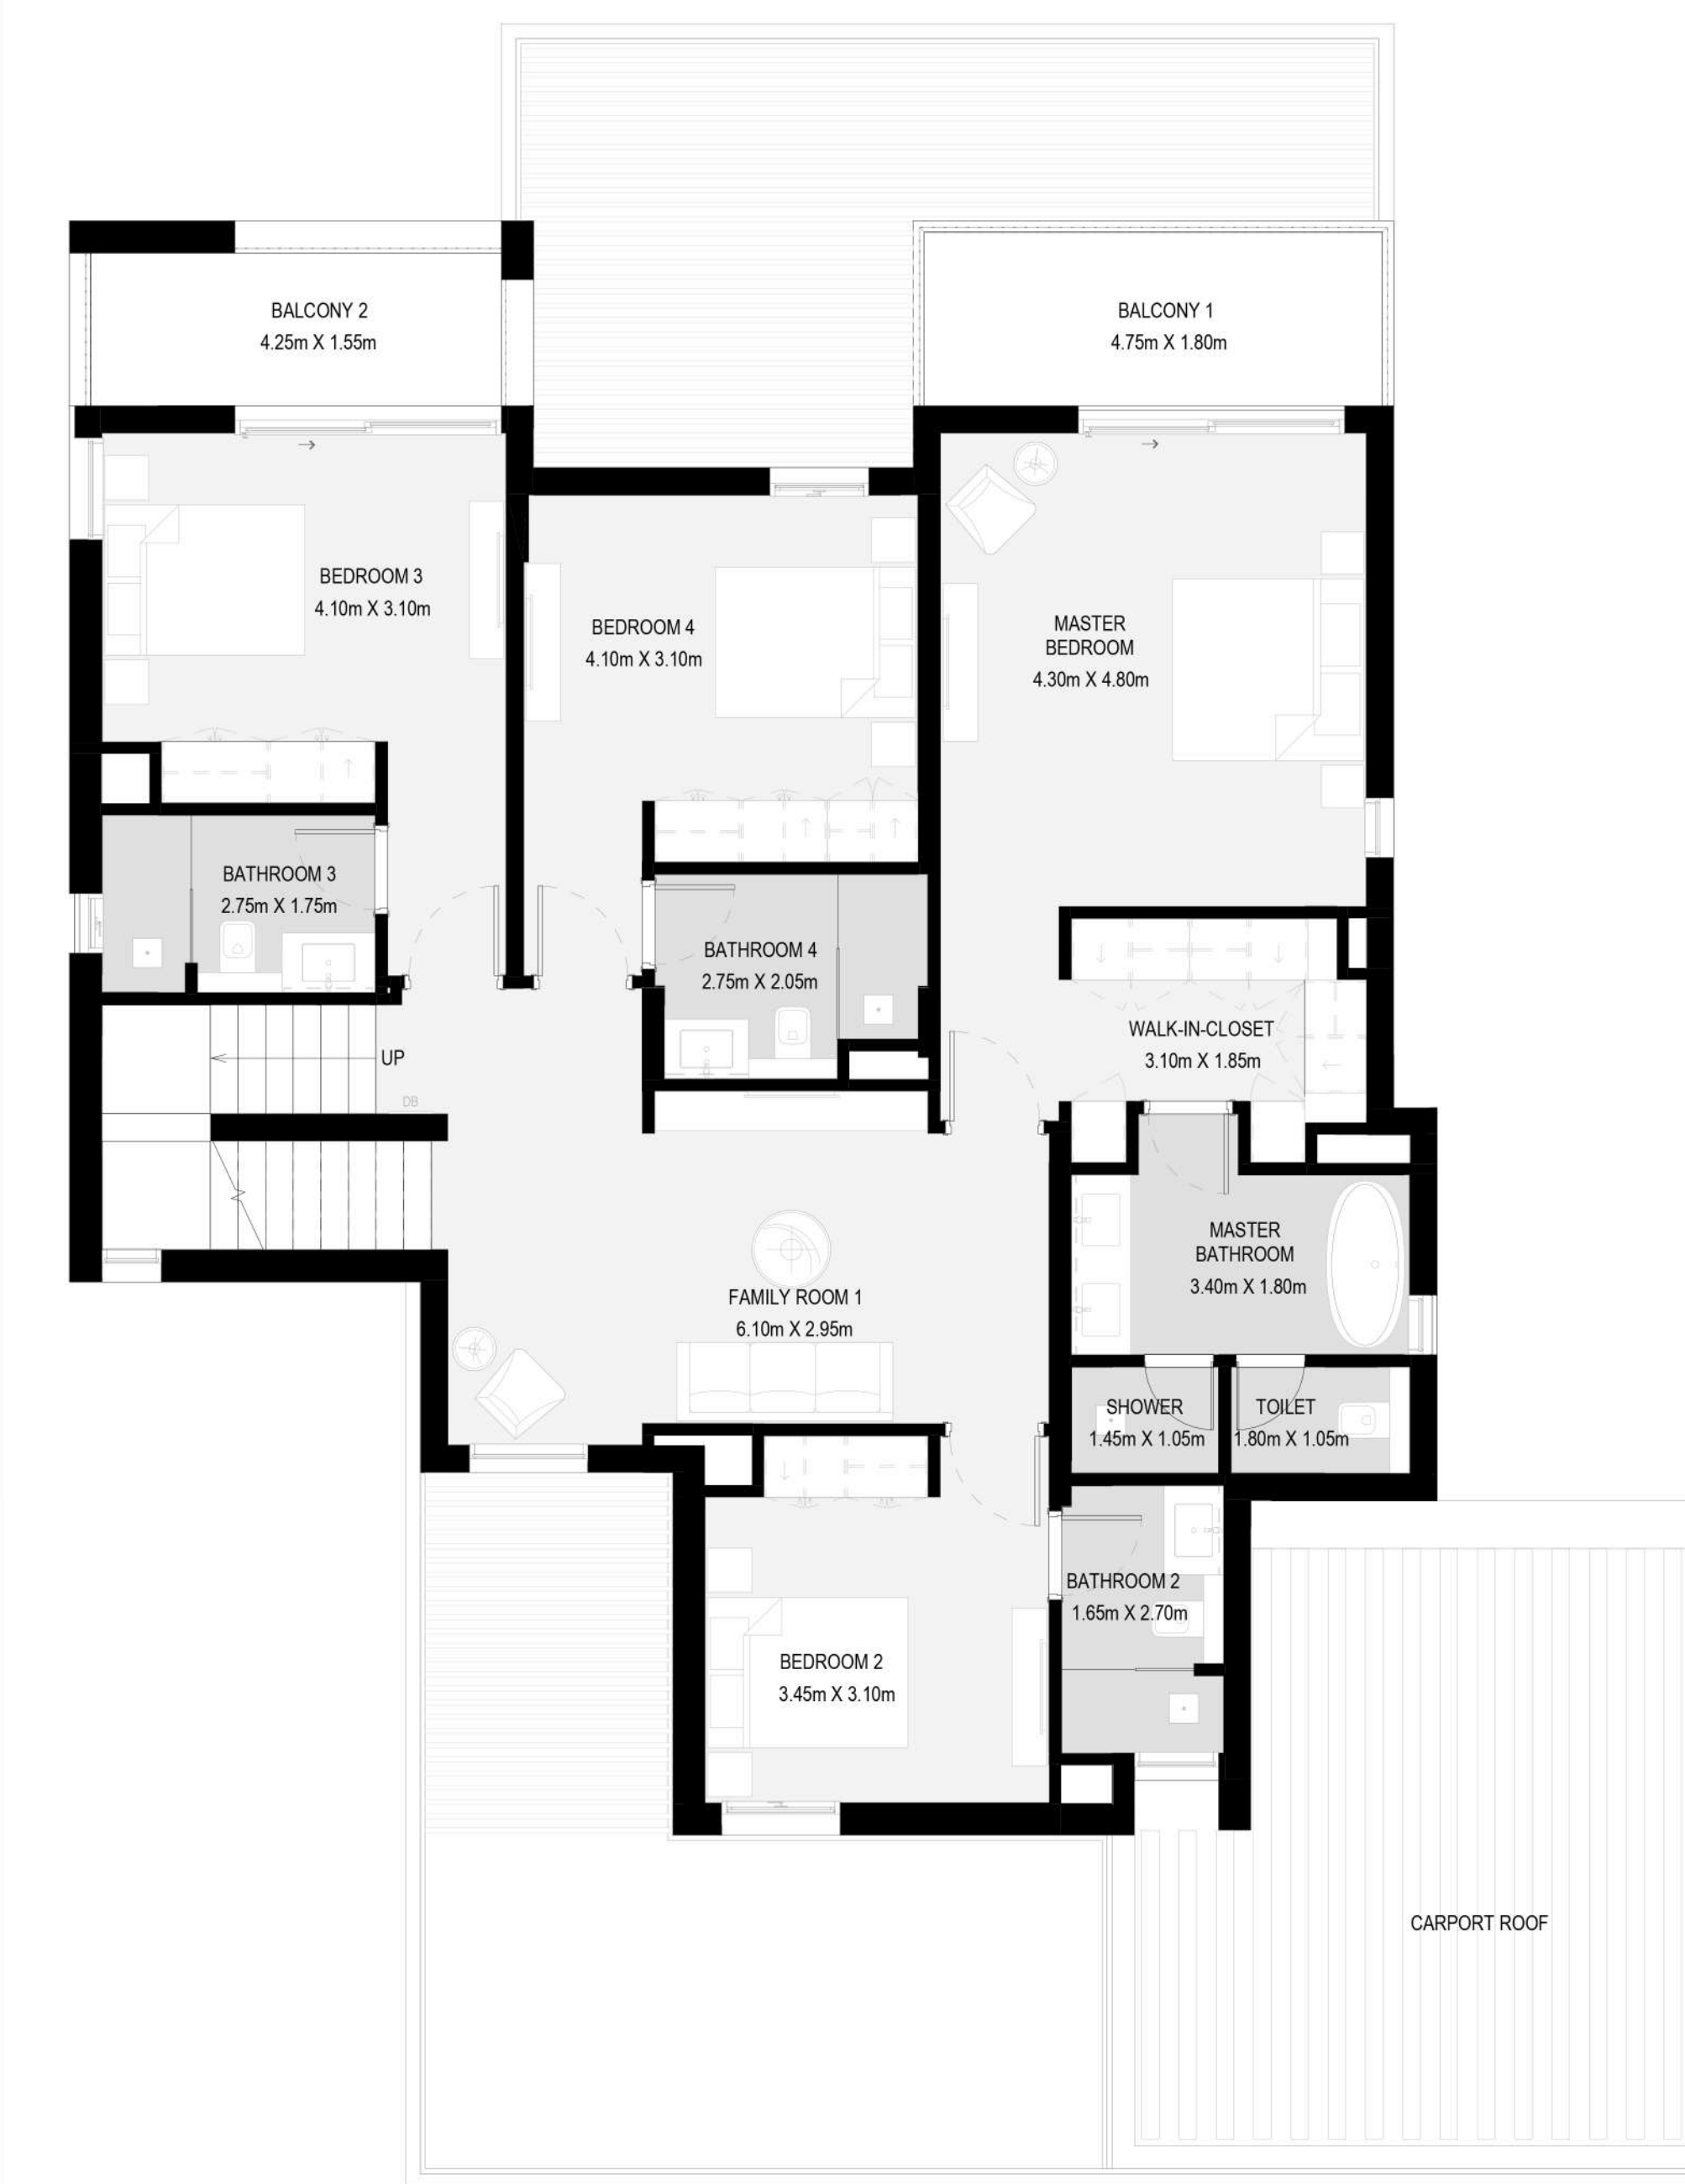 BALCONY 2
4.25m X 1.55m
BALCONY 1
4.75m X 1.80m
BEDROOM 3
4.10m X 3.10m
BEDROOM 4
4.10m X 3.10m
MASTER
BEDROOM
4.30m X 4.80m
BATHROOM 3
2.75m X 1.75m
BATHROOM 4
2.75m X 2.05m
WALK-IN-CLOSET
3.10m X 1.85m
UP
DB
MASTER
BATHROOM
3.40m X 1.80m
FAMILY ROOM 1
6.10m X 2.95m
SHOWER
1.45m X 1.05m
TOILET
1.80m X 1.05m
BATHROOM 2
1.65m X 2.70m
BEDROOM 2
3.45m X 3.10m
CARPORT ROOF